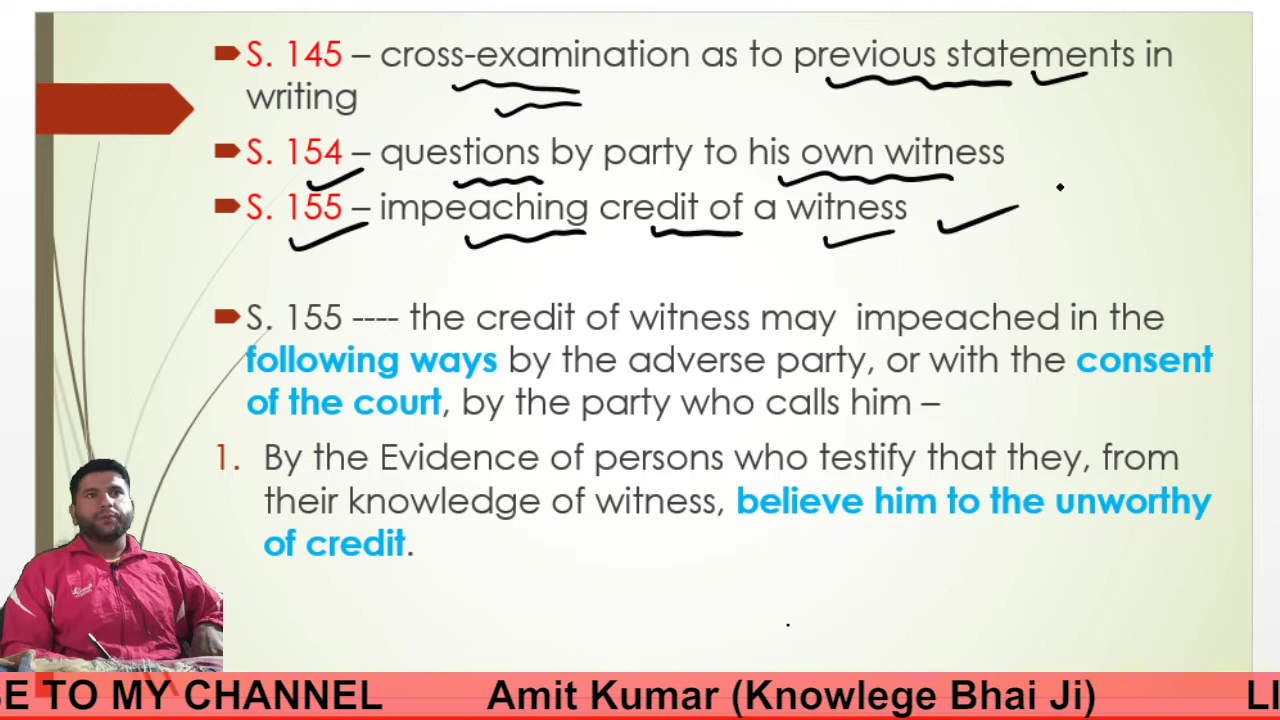 S. 145 – cross-examination as to previous statements in
writing
S. 154 – questions by party to his own witness
S. 155 – impeaching credit of a witness
S. 155 ---- the credit of witness may impeached in the
following ways by the adverse party, or with the consent
of the court, by the party who calls him –
1. By the Evidence of persons who testify that they, from
their knowledge of witness, believe him to the unworthy
of credit.
BE TO MY CHANNEL Amit Kumar (Knowlege Bhai Ji) LI